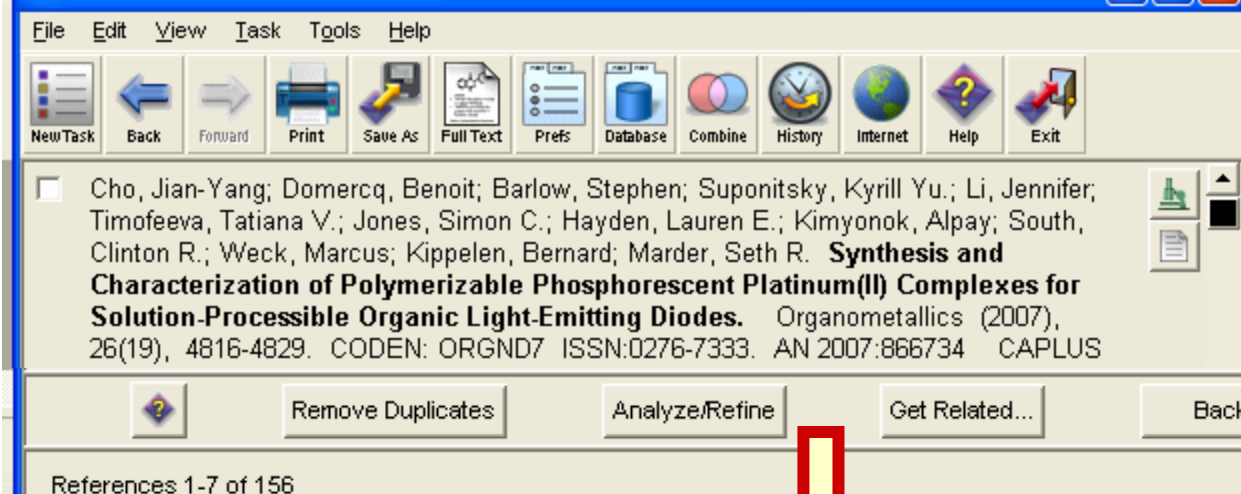 File Edit View Task Tools Help
New Task Back Forward Print Save As Full Text Prefs Database Combine History Internet Help Exit
Cho, Jian-Yang; Domercq, Benoit; Barlow, Stephen; Suponitsky, Kyrill Yu.; Li, Jennifer;
Timofeeva, Tatiana V.; Jones, Simon C.; Hayden, Lauren E.; Kimyonok, Alpay; South,
Clinton R.; Weck, Marcus; Kippelen, Bernard; Marder, Seth R. Synthesis and
Characterization of Polymerizable Phosphorescent Platinum(II) Complexes for
Solution-Processible Organic Light-Emitting Diodes. Organometallics (2007),
26(19), 4816-4829. CODEN: ORGND7 ISSN:0276-7333. AN 2007:866734 CAPLUS
Remove Duplicates Analyze/Refine Get Related... Back
References 1-7 of 156